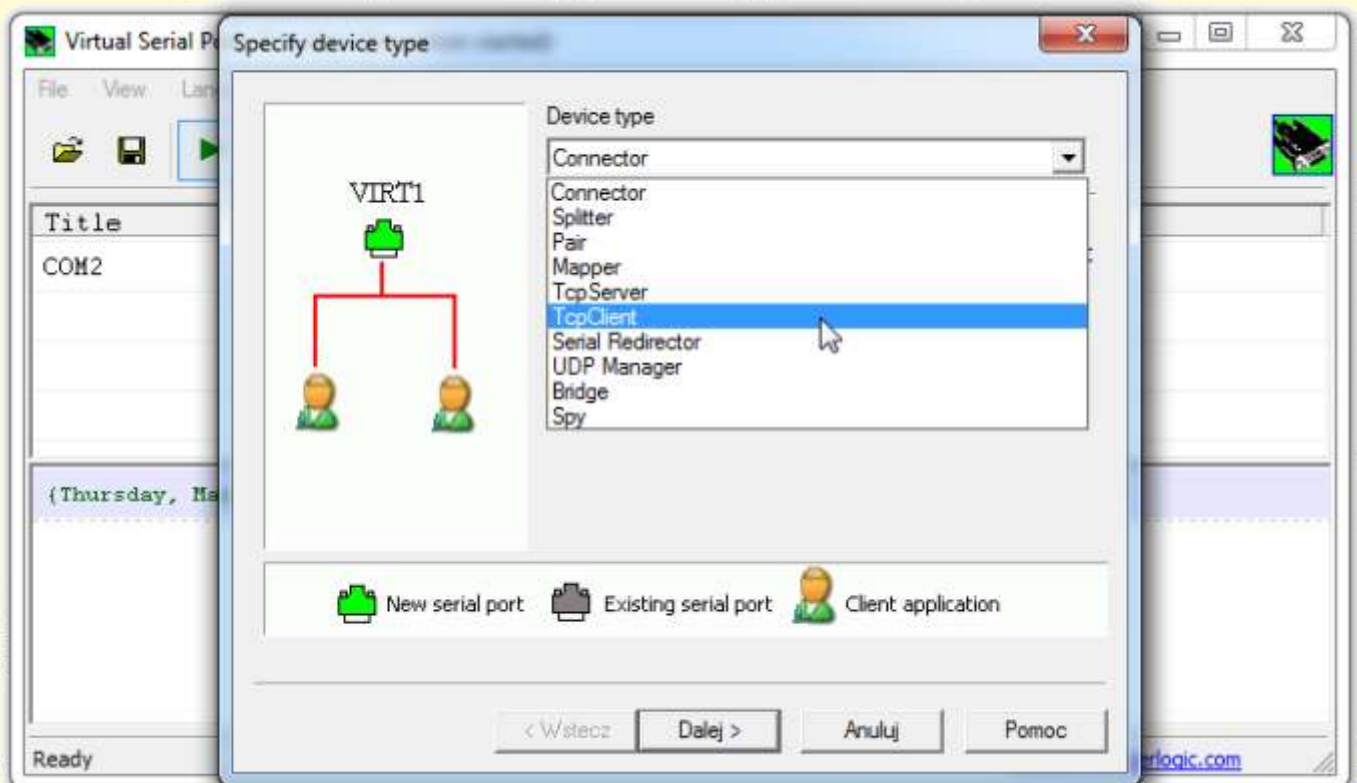 Virtual Serial Po
Specify device type
File View Lan
Device type
Connector
VIRT1
Connector
Splitter
Pair
Mapper
TcpServer
TcpClient
Serial Redirector
UDP Manager
Bridge
Spy
Title
COM2
(Thursday, Ma
New serial port Existing serial port Client application
< Wstecz Dalej > Anuluj Pomoc
Ready
erlogic.com